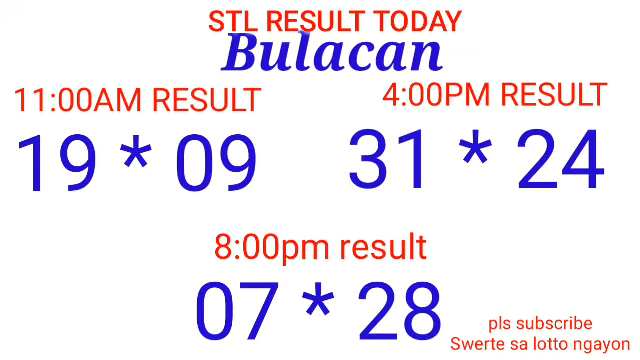 STL RESULT TODAY
Bulacan
11:00AM RESULT
19 * 09
4:00PM RESULT
31 * 24
8:00pm result
07 * 28
pls subscribe
Swerte sa lotto ngayon